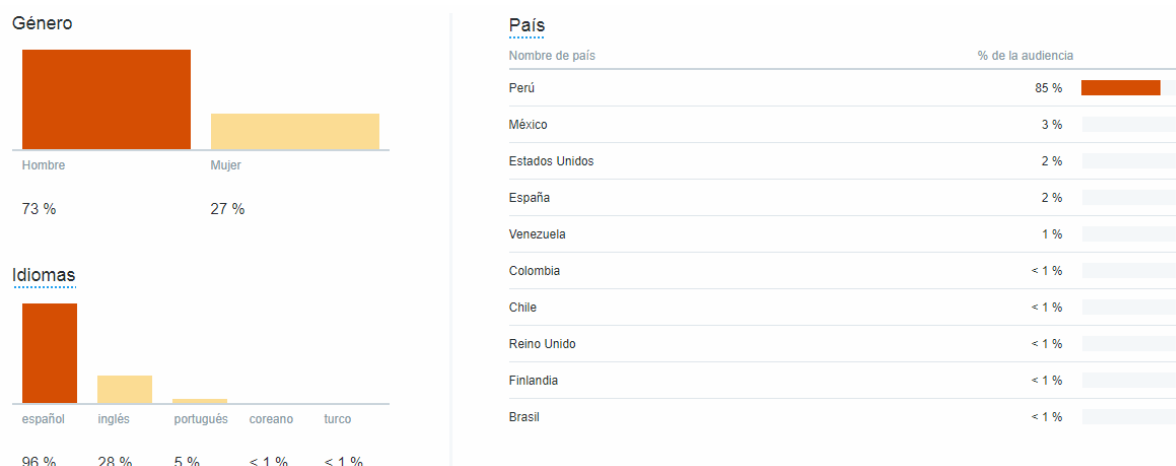 Género
Hombre Mujer
73 % 27 %
Idiomas
español inglés portugués coreano turco
96 % 28 % 5 % < 1 % < 1 %
País
Nombre de país % de la audiencia
Perú 85 %
México 3 %
Estados Unidos 2 %
España 2 %
Venezuela 1 %
Colombia < 1 %
Chile < 1 %
Reino Unido < 1 %
Finlandia < 1 %
Brasil < 1 %